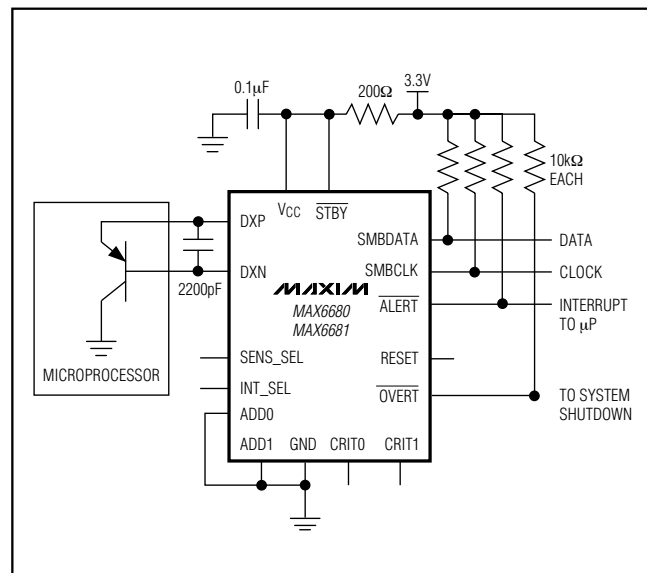 3.3V
0.1μF
200Ω
10kΩ
EACH
VCC
STBY
DXP
SMBDATA
DATA
DXN
SMBCLK
CLOCK
2200pF
MAXIM
MAX6680
MAX6681
ALERT
INTERRUPT
TO μP
SENS_SEL
RESET
MICROPROCESSOR
INT_SEL
OVERT
TO SYSTEM
SHUTDOWN
ADD0
ADD1 GND CRIT0 CRIT1